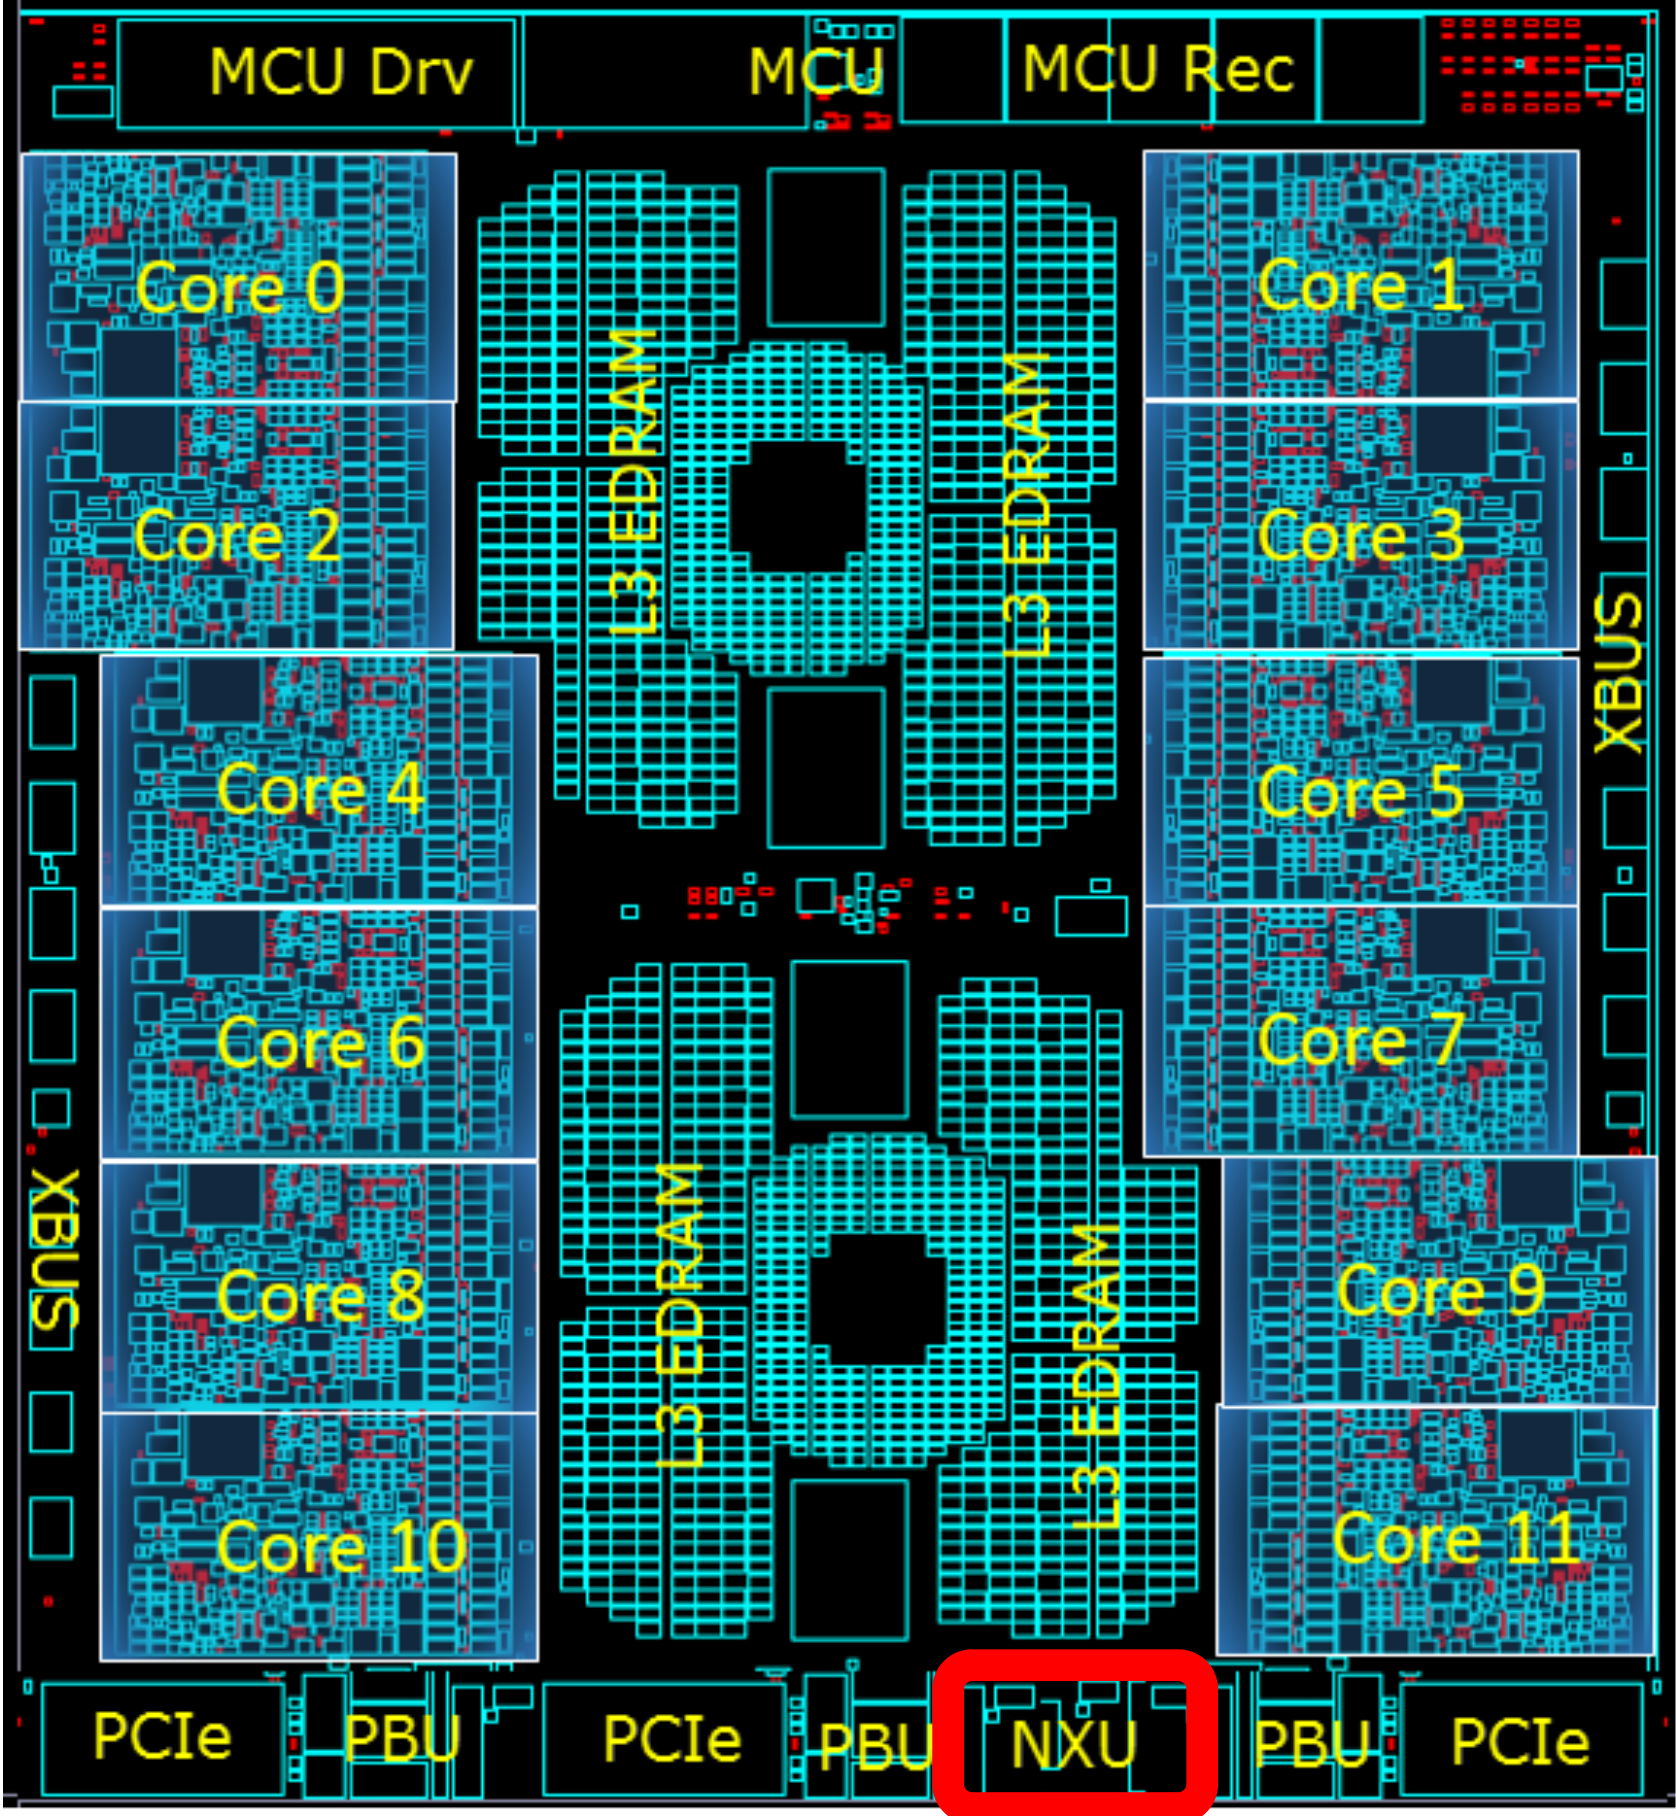 MCU Drv
MCU
MCU Rec
Core 0
Core 1
L3 EDRAM
L3 EDRAM
Core 2
Core 3
XBUS
Core 4
Core 5
Core 6
Core 7
XBUS
L3 EDRAM
L3 EDRAM
Core 8
Core 9
Core 10
Core 11
PCIe
PBU
PCIe
PBU
NXU
PBU
PCIe